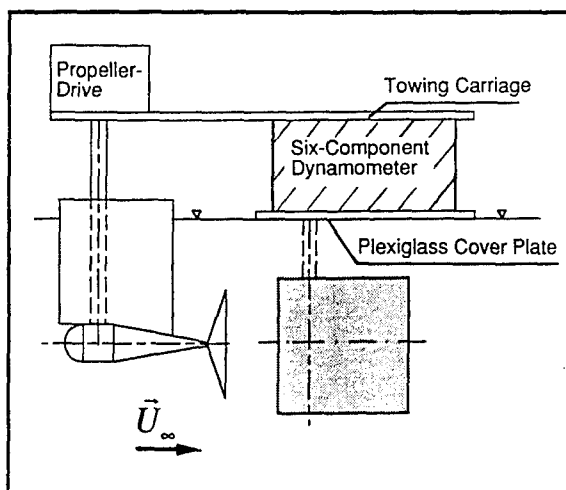 Propeller-
Drive
Towing Carriage
Six-Component
Dynamometer
Plexiglass Cover Plate
U⃗∞